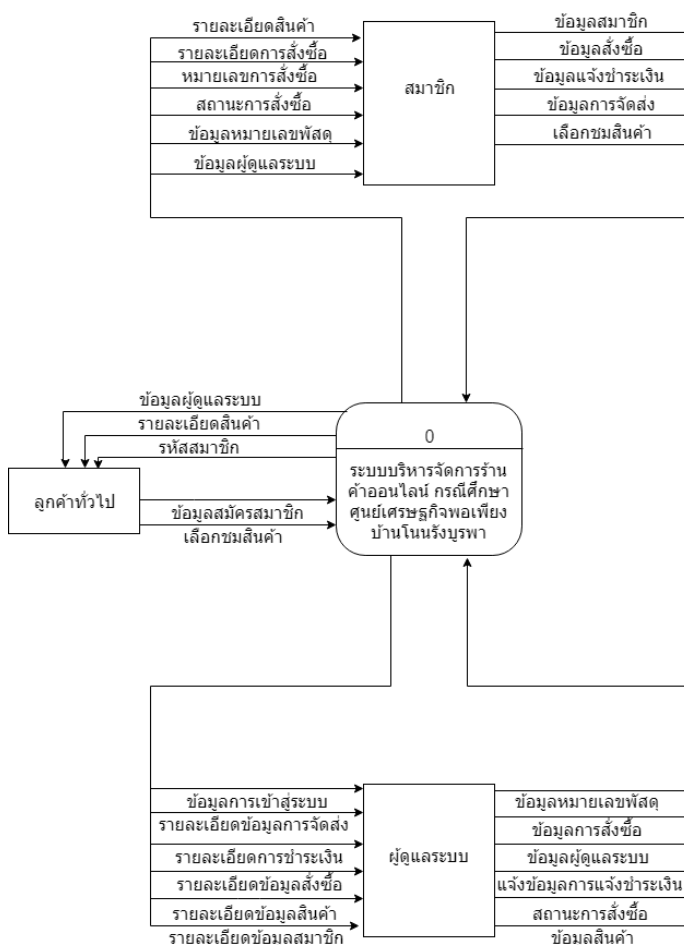 รายละเอียดสินค้า
รายละเอียดการสั่งซื้อ
หมายเลขการสั่งซื้อ
สถานะการสั่งซื้อ
ข้อมูลหมายเลขพัสดุ
ข้อมูลผู้ดูแลระบบ
สมาชิก
ข้อมูลสมาชิก
ข้อมูลสั่งซื้อ
ข้อมูลแจ้งชำระเงิน
ข้อมูลการจัดส่ง
เลือกชมสินค้า
ข้อมูลผู้ดูแลระบบ
รายละเอียดสินค้า
รหัสสมาชิก
ลูกค้าทั่วไป
ข้อมูลสมัครสมาชิก
เลือกชมสินค้า
0
ระบบบริหารจัดการร้าน
ค้าออนไลน์ กรณีศึกษา
ศูนย์เศรษฐกิจพอเพียง
บ้านโนนรังบูรพา
ข้อมูลการเข้าสู่ระบบ
รายละเอียดข้อมูลการจัดส่ง
รายละเอียดการชำระเงิน
รายละเอียดข้อมูลสั่งซื้อ
รายละเอียดข้อมูลสินค้า
รายละเอียดข้อมูลสมาชิก
ผู้ดูแลระบบ
ข้อมูลหมายเลขพัสดุ
ข้อมูลการสั่งซื้อ
ข้อมูลผู้ดูแลระบบ
แจ้งข้อมูลการแจ้งชำระเงิน
สถานะการสั่งซื้อ
ข้อมูลสินค้า